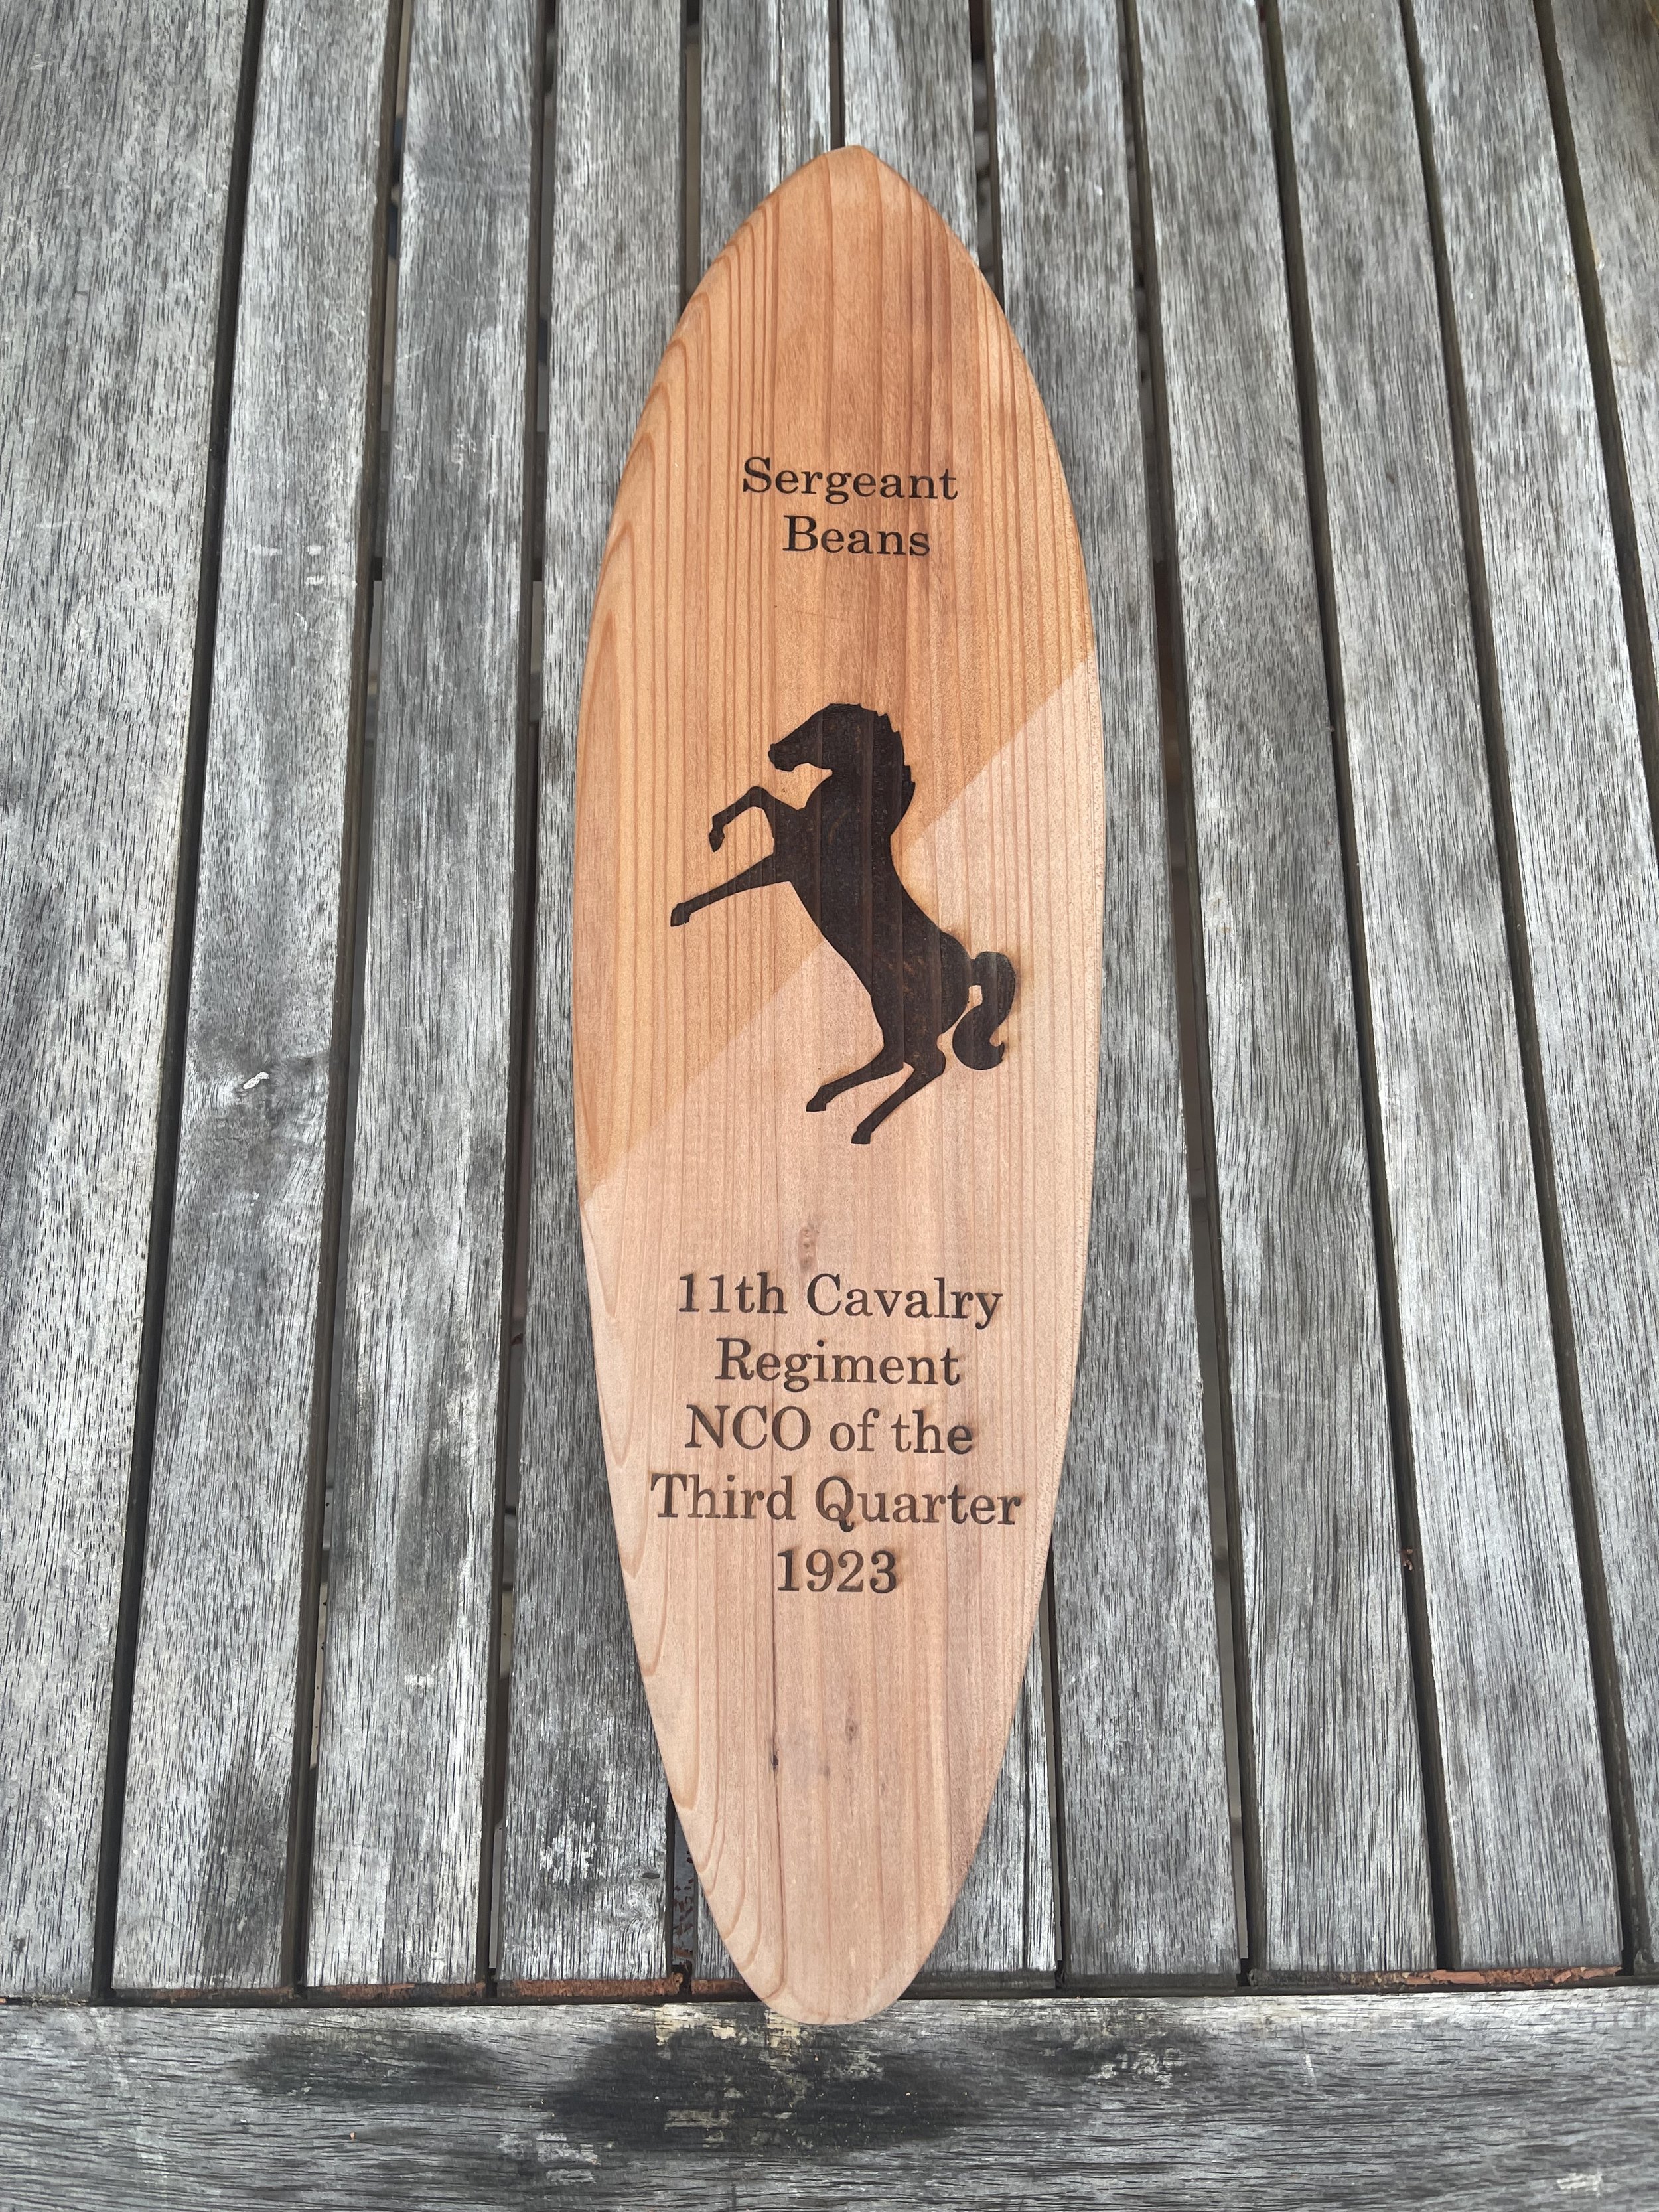 Sergeant
Beans
11th Cavalry
Regiment
NCO of the
Third Quarter
1923